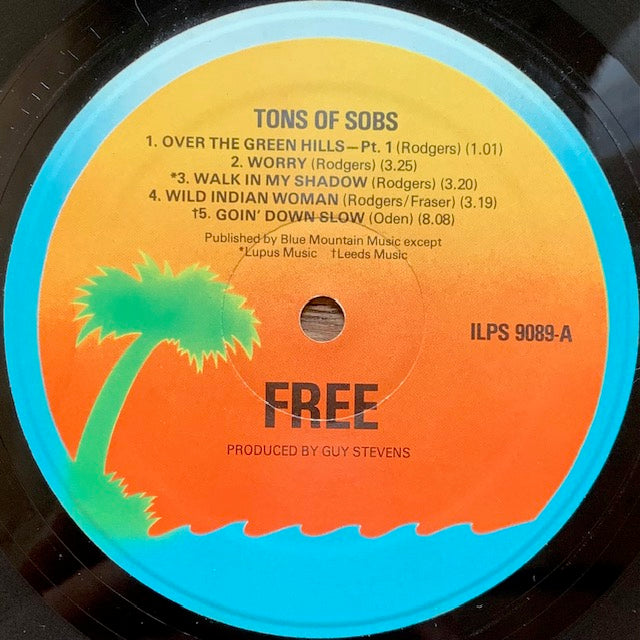 TONS OF SOBS
1. OVER THE GREEN HILLS—Pt. 1 (Rodgers) (1.01)
2. WORRY (Rodgers) (3.25)
*3. WALK IN MY SHADOW (Rodgers) (3.20)
4. WILD INDIAN WOMAN (Rodgers/Fraser) (3.19)
†5. GOIN' DOWN SLOW (Oden) (8.08)
Published by Blue Mountain Music except
*Lupus Music †Leeds Music
ILPS 9089-A
FREE
PRODUCED BY GUY STEVENS